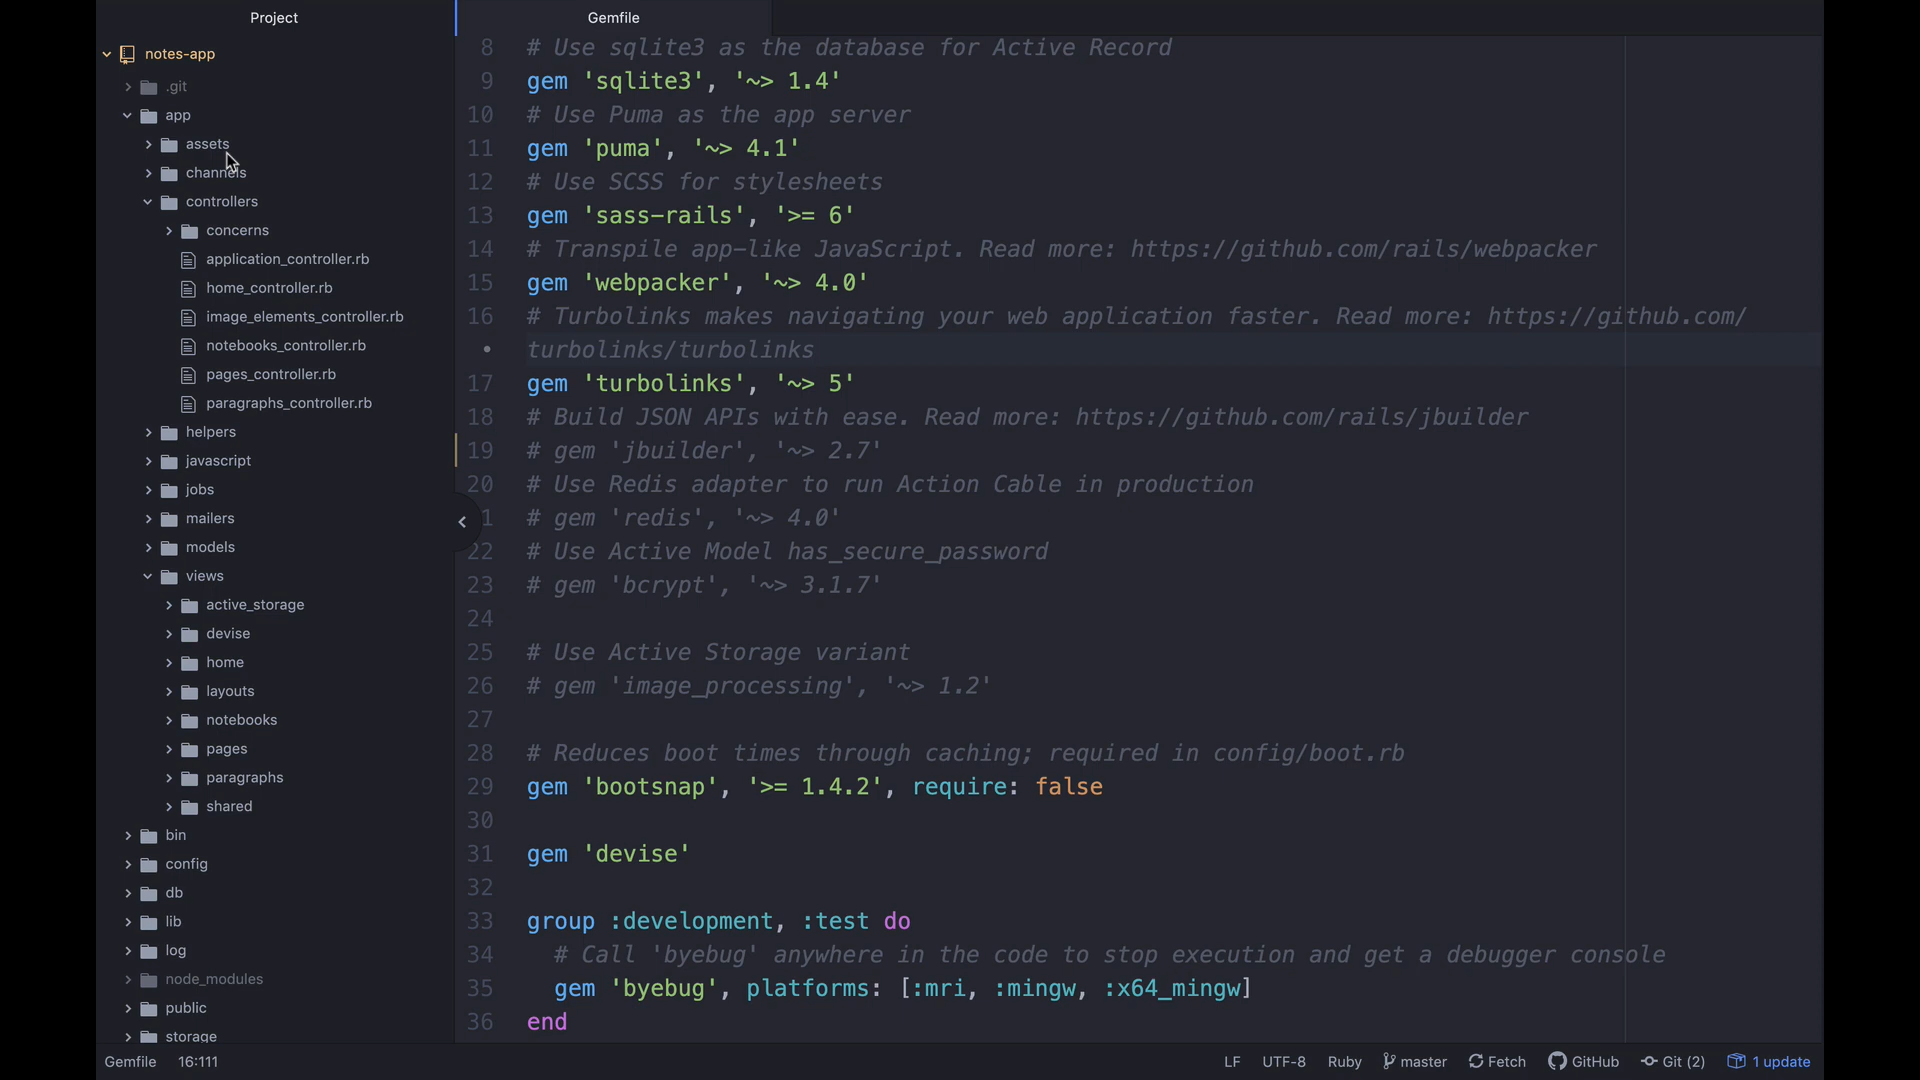 Project
notes-app
.git
app
assets
channels
controllers
concerns
application_controller.rb
home_controller.rb
image_elements_controller.rb
notebooks_controller.rb
pages_controller.rb
paragraphs_controller.rb
helpers
javascript
jobs
mailers
models
views
active_storage
devise
home
layouts
notebooks
pages
paragraphs
shared
bin
config
db
lib
log
node_modules
public
storage
Gemfile
8 # Use sqlite3 as the database for Active Record
9 gem 'sqlite3', '~> 1.4'
10 # Use Puma as the app server
11 gem 'puma', '~> 4.1'
12 # Use SCSS for stylesheets
13 gem 'sass-rails', '>= 6'
14 # Transpile app-like JavaScript. Read more: https://github.com/rails/webpacker
15 gem 'webpacker', '~> 4.0'
16 # Turbolinks makes navigating your web application faster. Read more: https://github.com/
• turbolinks/turbolinks
17 gem 'turbolinks', '~> 5'
18 # Build JSON APIs with ease. Read more: https://github.com/rails/jbuilder
19 # gem 'jbuilder', '~> 2.7'
20 # Use Redis adapter to run Action Cable in production
1 # gem 'redis', '~> 4.0'
22 # Use Active Model has_secure_password
23 # gem 'bcrypt', '~> 3.1.7'
24
25 # Use Active Storage variant
26 # gem 'image_processing', '~> 1.2'
27
28 # Reduces boot times through caching; required in config/boot.rb
29 gem 'bootsnap', '>= 1.4.2', require: false
30
31 gem 'devise'
32
33 group :development, :test do
34 # Call 'byebug' anywhere in the code to stop execution and get a debugger console
35 gem 'byebug', platforms: [:mri, :mingw, :x64_mingw]
36 end
Gemfile 16:111 LF UTF-8 Ruby master Fetch GitHub Git (2) 1 update